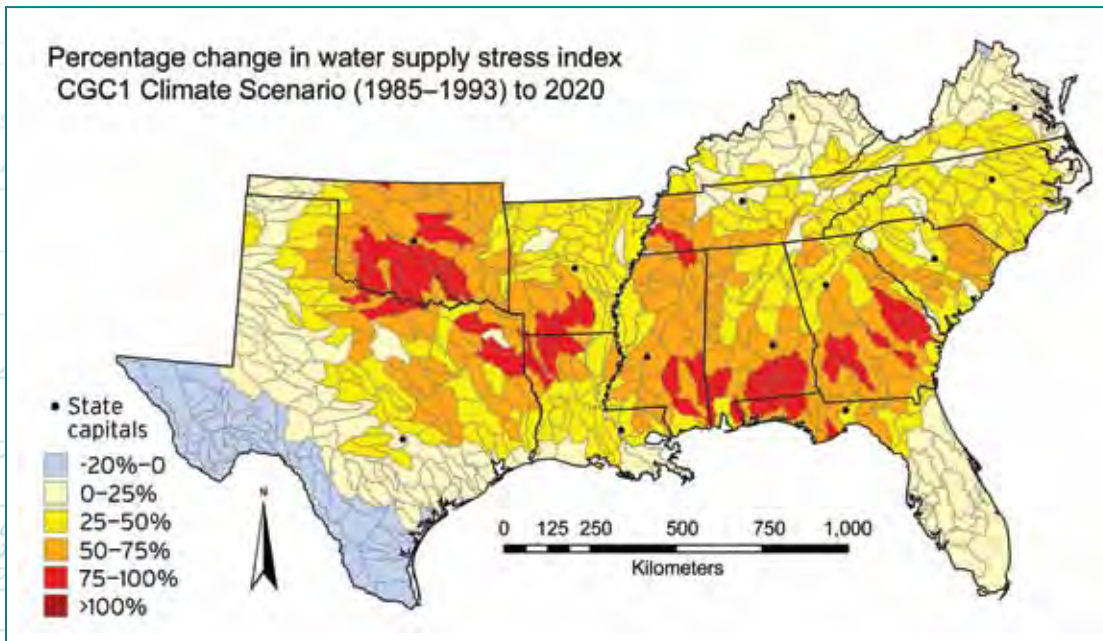 Percentage change in water supply stress index
CGC1 Climate Scenario (1985–1993) to 2020
• State
capitals
-20%–0
0–25%
25–50%
50–75%
75–100%
>100%
N
0 125 250 500 750 1,000
Kilometers